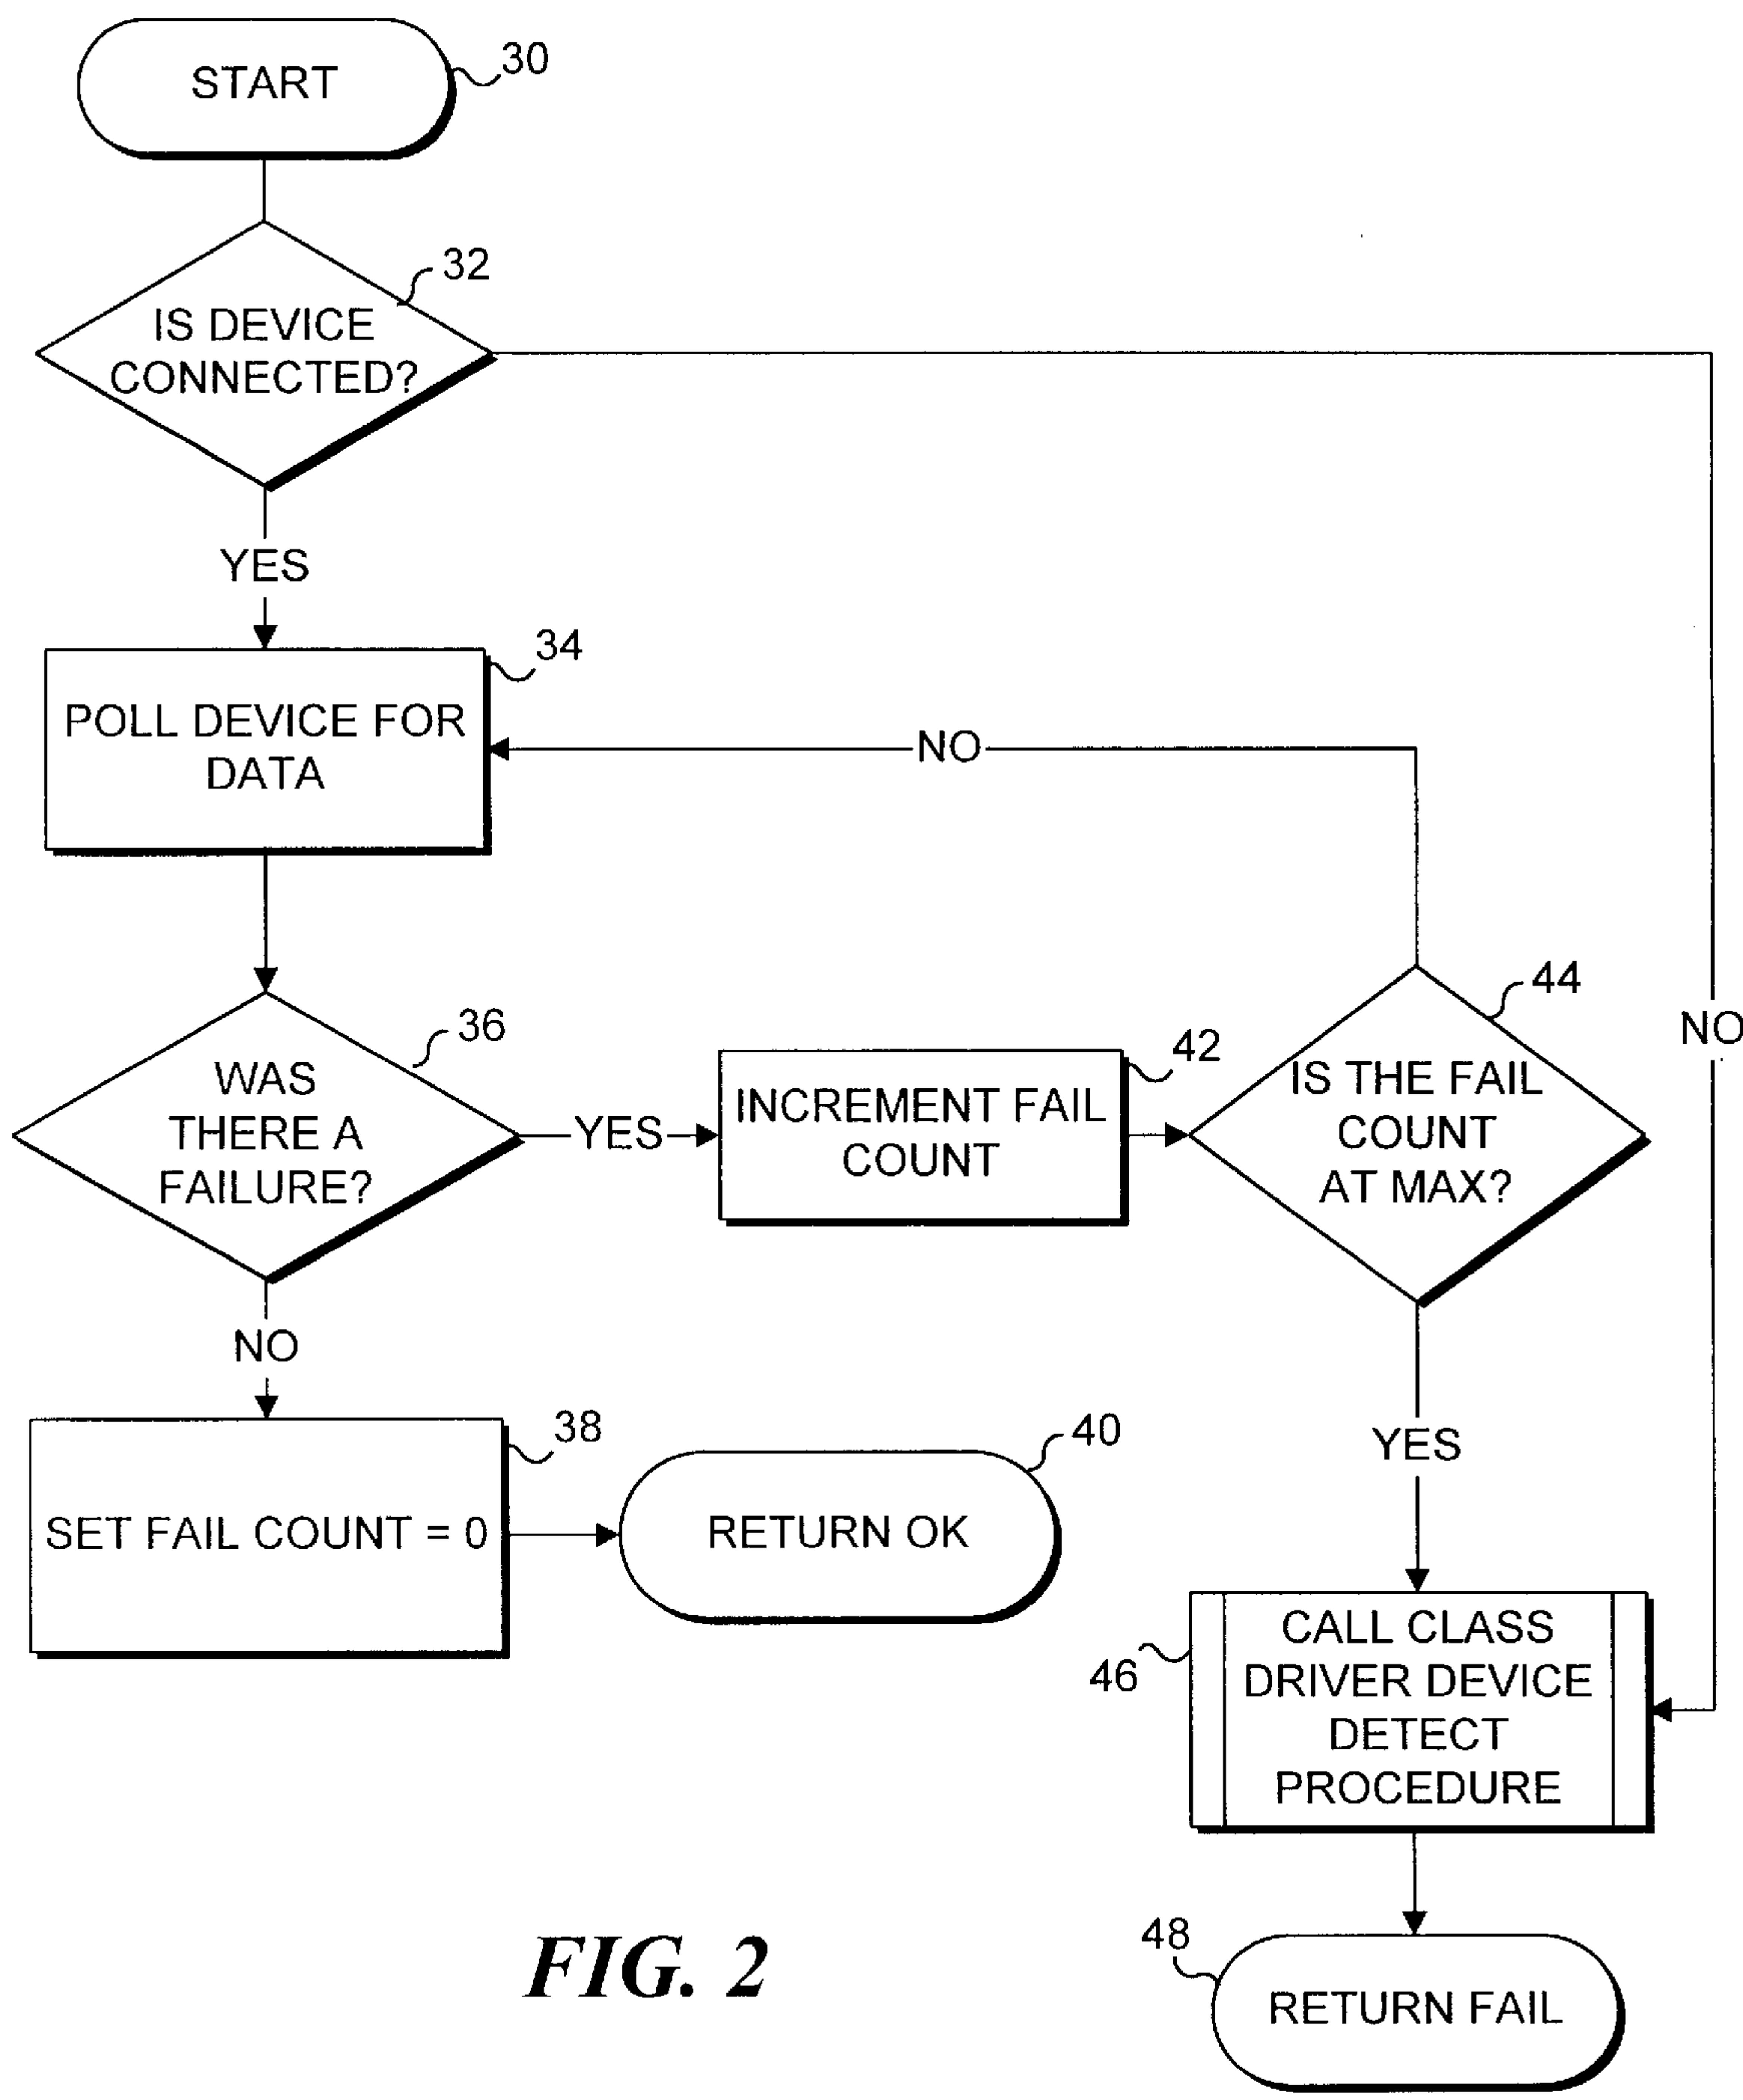 START
30
32
IS DEVICE
CONNECTED?
YES
34
POLL DEVICE FOR
DATA
NO
36
WAS
THERE A
FAILURE?
YES
42
INCREMENT FAIL
COUNT
44
IS THE FAIL
COUNT
AT MAX?
NO
NO
38
SET FAIL COUNT = 0
40
RETURN OK
YES
46
CALL CLASS
DRIVER DEVICE
DETECT
PROCEDURE
48
RETURN FAIL
FIG. 2